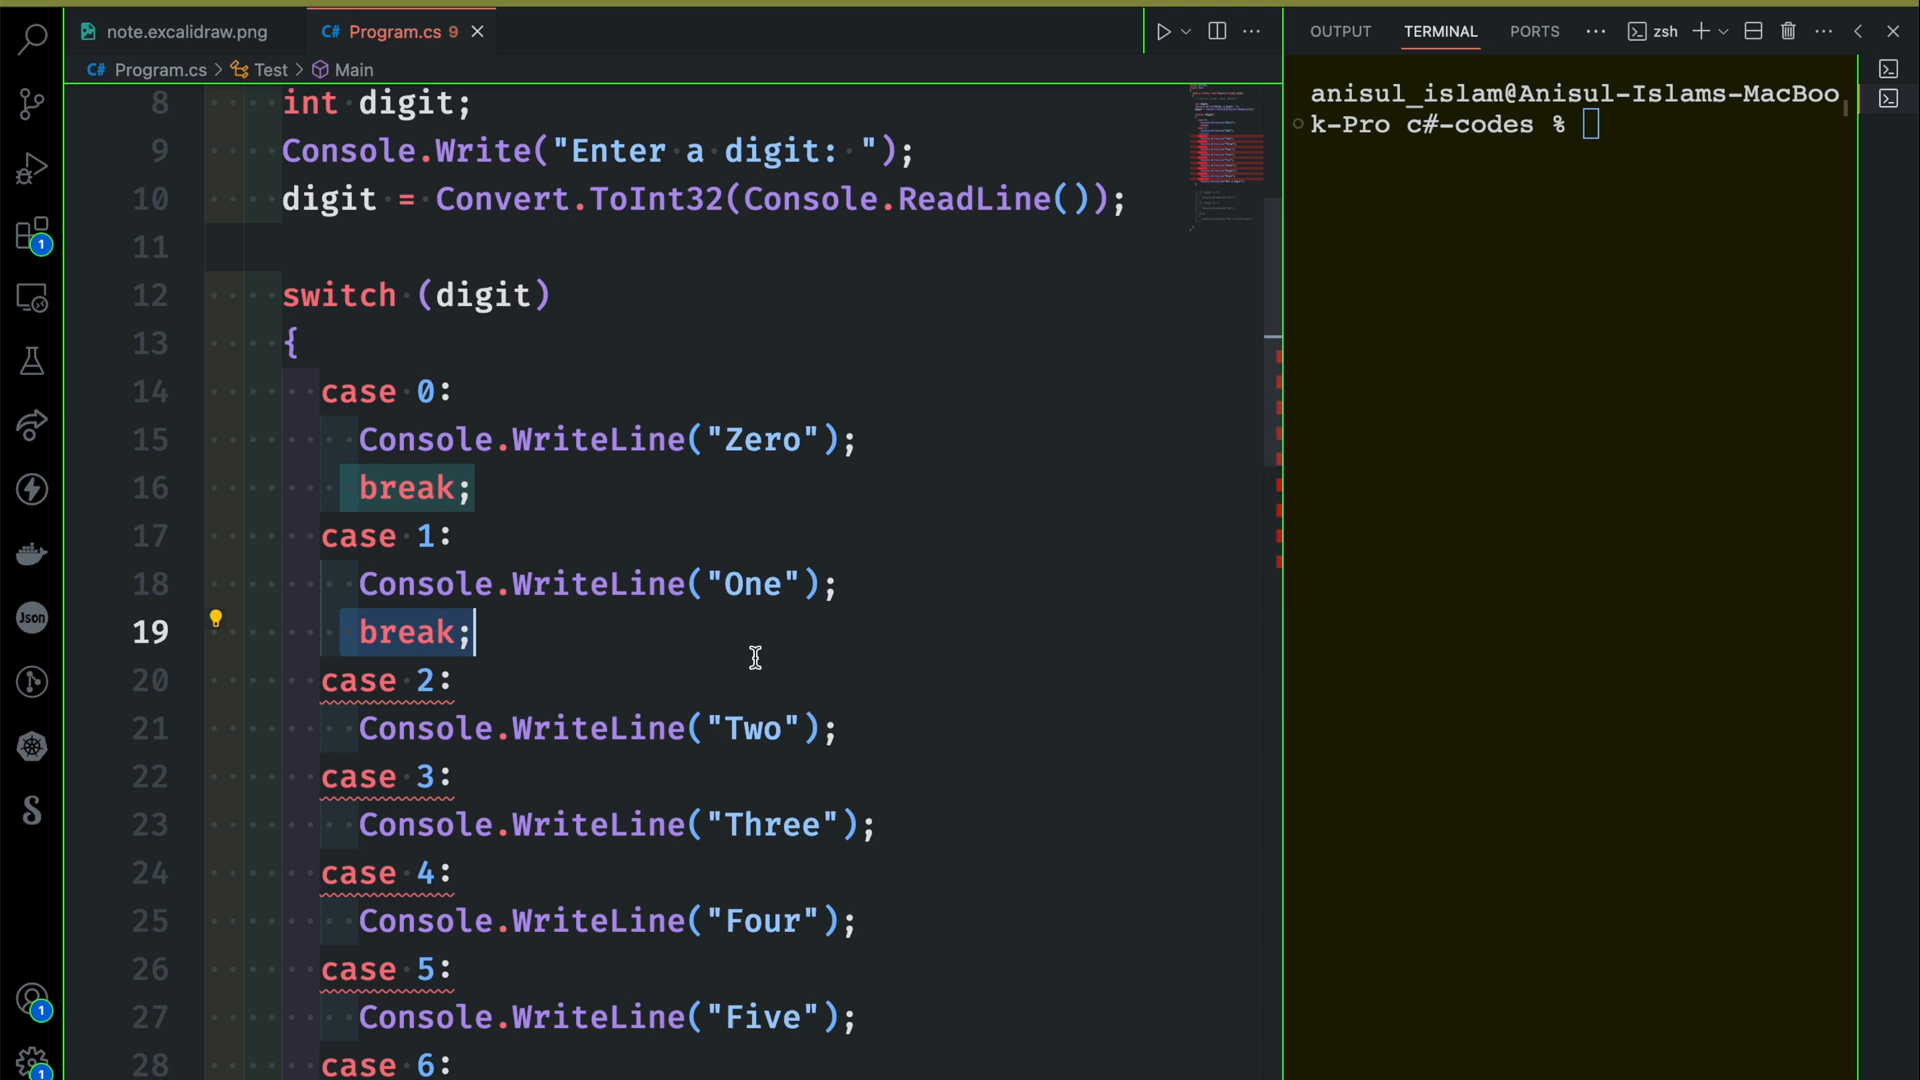 note.excalidraw.png
C# Program.cs 9
OUTPUT TERMINAL PORTS zsh
C# Program.cs > Test > Main
8 int digit;
9 Console.Write("Enter a digit: ");
10 digit = Convert.ToInt32(Console.ReadLine());
11
12 switch (digit)
13 {
14 case 0:
15 Console.WriteLine("Zero");
16 break;
17 case 1:
18 Console.WriteLine("One");
19 break;
20 case 2:
21 Console.WriteLine("Two");
22 case 3:
23 Console.WriteLine("Three");
24 case 4:
25 Console.WriteLine("Four");
26 case 5:
27 Console.WriteLine("Five");
28 case 6:
anisul_islam@Anisul-Islams-MacBoo
k-Pro c#-codes %
1
Json
1
1